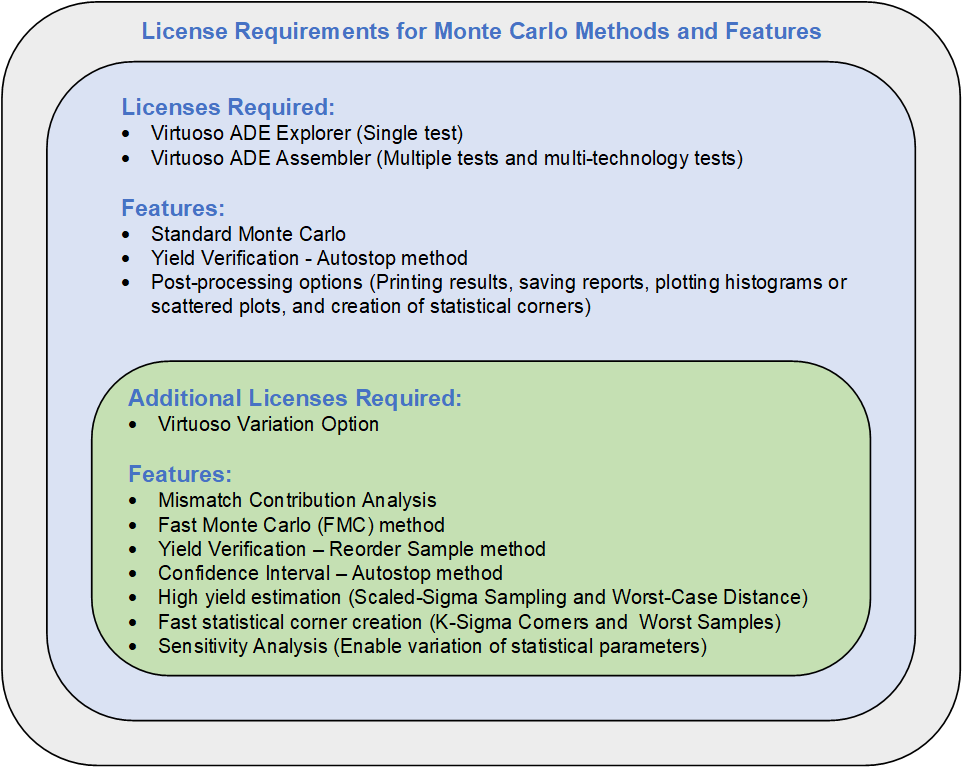 License Requirements for Monte Carlo Methods and Features
Licenses Required:
• Virtuoso ADE Explorer (Single test)
• Virtuoso ADE Assembler (Multiple tests and multi-technology tests)
Features:
• Standard Monte Carlo
• Yield Verification - Autostop method
• Post-processing options (Printing results, saving reports, plotting histograms or
scattered plots, and creation of statistical corners)
Additional Licenses Required:
• Virtuoso Variation Option
Features:
• Mismatch Contribution Analysis
• Fast Monte Carlo (FMC) method
• Yield Verification – Reorder Sample method
• Confidence Interval – Autostop method
• High yield estimation (Scaled-Sigma Sampling and Worst-Case Distance)
• Fast statistical corner creation (K-Sigma Corners and Worst Samples)
• Sensitivity Analysis (Enable variation of statistical parameters)